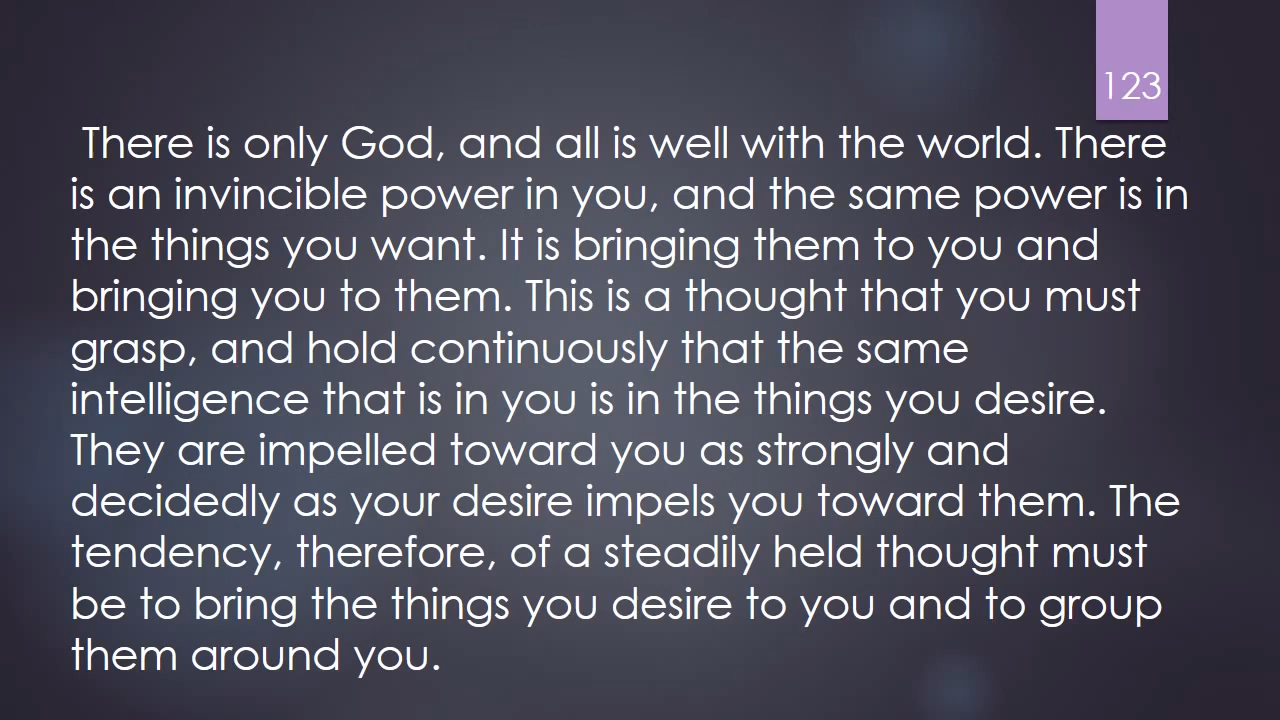 123
There is only God, and all is well with the world. There
is an invincible power in you, and the same power is in
the things you want. It is bringing them to you and
bringing you to them. This is a thought that you must
grasp, and hold continuously that the same
intelligence that is in you is in the things you desire.
They are impelled toward you as strongly and
decidedly as your desire impels you toward them. The
tendency, therefore, of a steadily held thought must
be to bring the things you desire to you and to group
them around you.